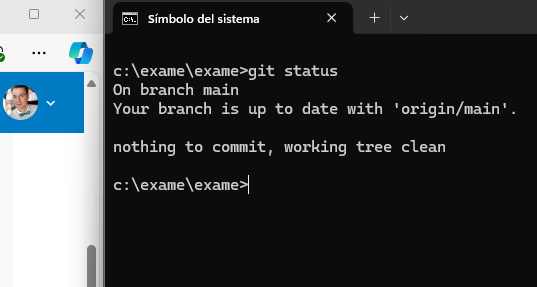 Símbolo del sistema
c:\exame\exame>git status
On branch main
Your branch is up to date with 'origin/main'.
nothing to commit, working tree clean
c:\exame\exame>